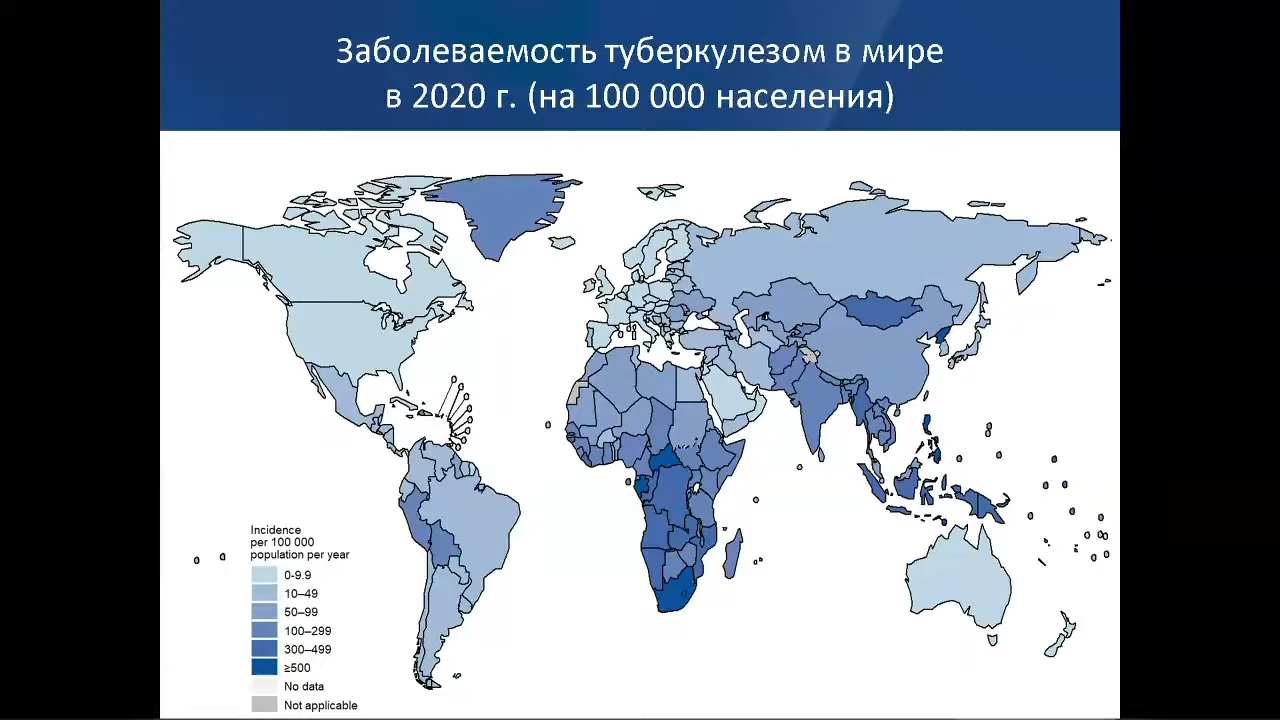 Заболеваемость туберкулезом в мире
в 2020 г. (на 100 000 населения)
Incidence
per 100 000
population per year
0-9.9
10–49
50–99
100–299
300–499
≥500
No data
Not applicable